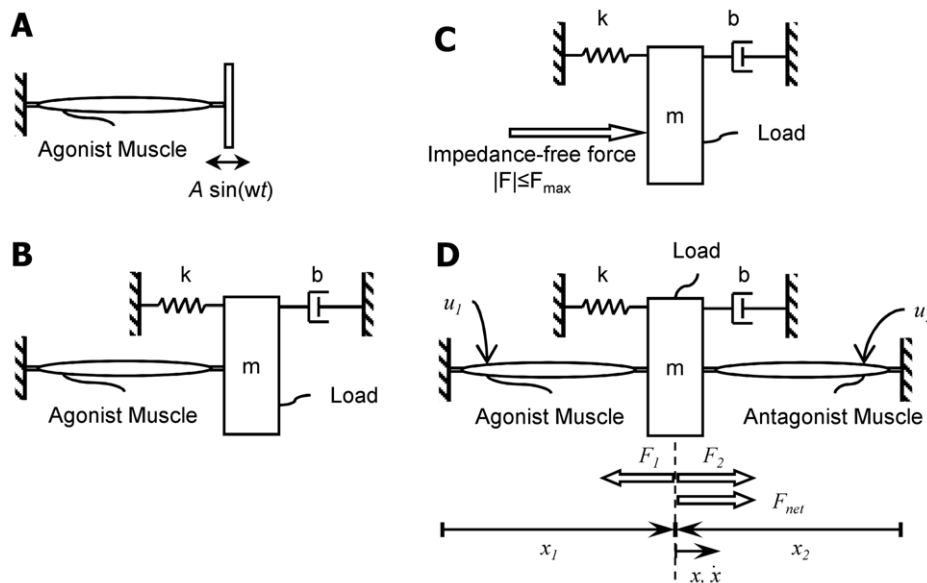 A
Agonist Muscle
A sin(wt)
B
k
b
m
Agonist Muscle
Load
C
k
b
m
Load
Impedance-free force
|F|≤Fmax
D
Load
k
b
u1
m
Agonist Muscle
Antagonist Muscle
F1
F2
Fnet
x1
x2
x, ẋ